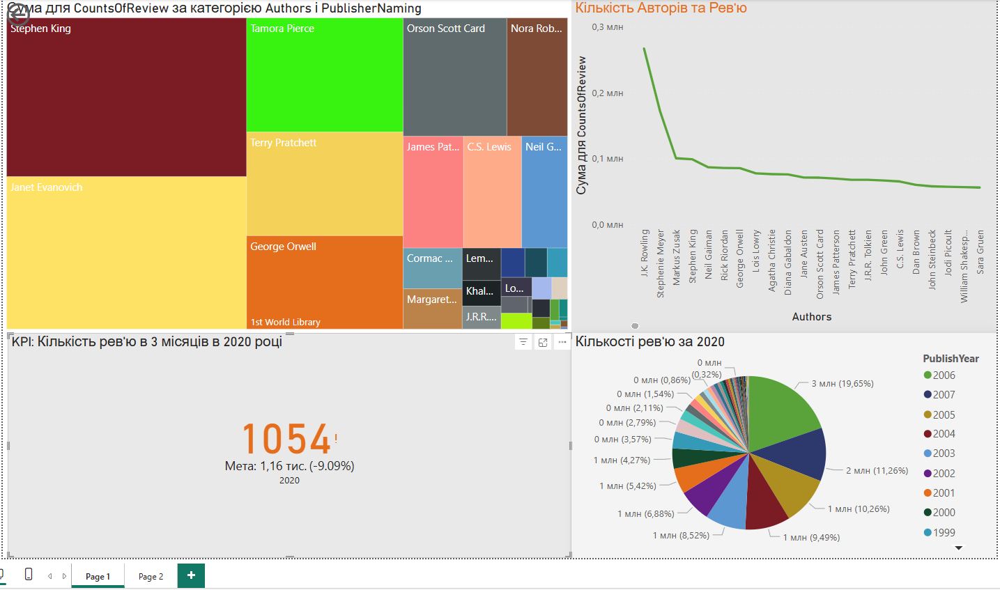 Сума для CountsOfReview за категорією Authors і PublisherNaming
Stephen King
Janet Evanovich
Tamora Pierce
Terry Pratchett
George Orwell
1st World Library
Orson Scott Card
Nora Rob...
James Pat...
C.S. Lewis
Neil G...
Cormac ...
Margaret...
Lem...
Khal...
J.R.R....
Lo...
Кількість Авторів та Рев'ю
Сума для CountsOfReview
0,3 млн
0,2 млн
0,1 млн
0,0 млн
J.K. Rowling
Stephenie Meyer
Markus Zusak
Stephen King
Neil Gaiman
Rick Riordan
George Orwell
Lois Lowry
Agatha Christie
Diana Gabaldon
Jane Austen
Orson Scott Card
James Patterson
Terry Pratchett
J.R.R. Tolkien
John Green
C.S. Lewis
Dan Brown
John Steinbeck
Jodi Picoult
William Shakesp...
Sara Gruen
Authors
KPI: Кількість рев'ю в 3 місяців в 2020 році
1054!
Мета: 1,16 тис. (-9.09%)
2020
Кількості рев'ю за 2020
3 млн (19,65%)
2 млн (11,26%)
1 млн (10,26%)
1 млн (9,49%)
1 млн (8,52%)
1 млн (6,88%)
1 млн (5,42%)
1 млн (4,27%)
0 млн (3,57%)
0 млн (2,79%)
0 млн (2,11%)
0 млн (1,54%)
0 млн (0,86%)
0 млн
(0,32%)
PublishYear
2006
2007
2005
2004
2003
2002
2001
2000
1999
Page 1
Page 2